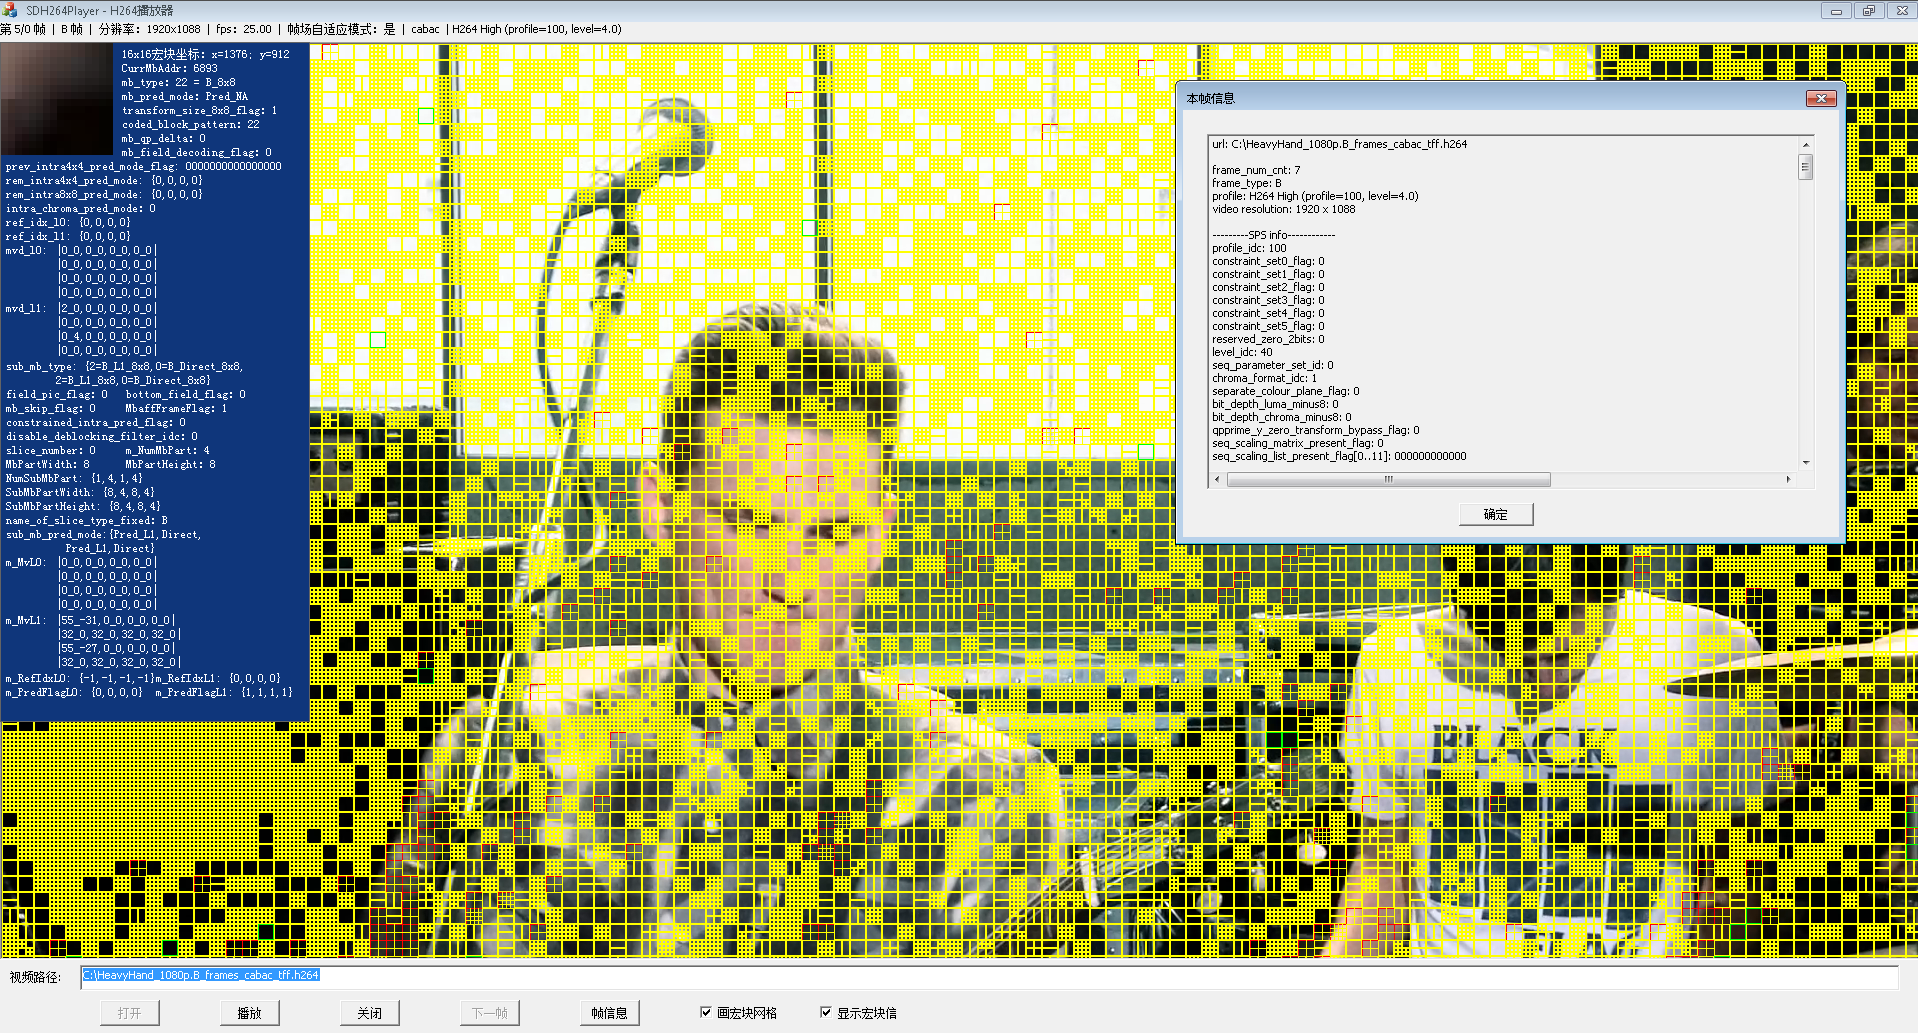 SDH264Player - H264播放器
第 5/0 帧 | B 帧 | 分辨率：1920x1088 | fps: 25.00 | 帧场自适应模式：是 | cabac | H264 High (profile=100, level=4.0)
16x16宏块坐标: x=1376; y=912
CurrMbAddr: 6893
mb_type: 22 = B_8x8
mb_pred_mode: Pred_NA
transform_size_8x8_flag: 1
coded_block_pattern: 22
mb_qp_delta: 0
mb_field_decoding_flag: 0
prev_intra4x4_pred_mode_flag: 0000000000000000
rem_intra4x4_pred_mode: {0,0,0,0}
rem_intra8x8_pred_mode: {0,0,0,0}
intra_chroma_pred_mode: 0
ref_idx_l0: {0,0,0,0}
ref_idx_l1: {0,0,0,0}
mvd_l0: |0_0,0_0,0_0,0_0|
|0_0,0_0,0_0,0_0|
|0_0,0_0,0_0,0_0|
|0_0,0_0,0_0,0_0|
mvd_l1: |2_0,0_0,0_0,0_0|
|0_0,0_0,0_0,0_0|
|0_4,0_0,0_0,0_0|
|0_0,0_0,0_0,0_0|
sub_mb_type: {2=B_L1_8x8,0=B_Direct_8x8,
2=B_L1_8x8,0=B_Direct_8x8}
field_pic_flag: 0 bottom_field_flag: 0
mb_skip_flag: 0 MbaffFrameFlag: 1
constrained_intra_pred_flag: 0
disable_deblocking_filter_idc: 0
slice_number: 0 m_NumMbPart: 4
MbPartWidth: 8 MbPartHeight: 8
NumSubMbPart: {1,4,1,4}
SubMbPartWidth: {8,4,8,4}
SubMbPartHeight: {8,4,8,4}
name_of_slice_type_fixed: B
sub_mb_pred_mode:{Pred_L1,Direct,
Pred_L1,Direct}
m_MvL0: |0_0,0_0,0_0,0_0|
|0_0,0_0,0_0,0_0|
|0_0,0_0,0_0,0_0|
|0_0,0_0,0_0,0_0|
m_MvL1: |55_-31,0_0,0_0,0_0|
|32_0,32_0,32_0,32_0|
|55_-27,0_0,0_0,0_0|
|32_0,32_0,32_0,32_0|
m_RefIdxL0: {-1,-1,-1,-1}m_RefIdxL1: {0,0,0,0}
m_PredFlagL0: {0,0,0,0} m_PredFlagL1: {1,1,1,1}
本帧信息
url: C:\HeavyHand_1080p.B_frames_cabac_tff.h264
frame_num_cnt: 7
frame_type: B
profile: H264 High (profile=100, level=4.0)
video resolution: 1920 x 1088
---------SPS info------------
profile_idc: 100
constraint_set0_flag: 0
constraint_set1_flag: 0
constraint_set2_flag: 0
constraint_set3_flag: 0
constraint_set4_flag: 0
constraint_set5_flag: 0
reserved_zero_2bits: 0
level_idc: 40
seq_parameter_set_id: 0
chroma_format_idc: 1
separate_colour_plane_flag: 0
bit_depth_luma_minus8: 0
bit_depth_chroma_minus8: 0
qpprime_y_zero_transform_bypass_flag: 0
seq_scaling_matrix_present_flag: 0
seq_scaling_list_present_flag[0..11]: 000000000000
确定
视频路径: C:\HeavyHand_1080p.B_frames_cabac_tff.h264
打开 播放 关闭 下一帧 帧信息 画宏块网格 显示宏块信